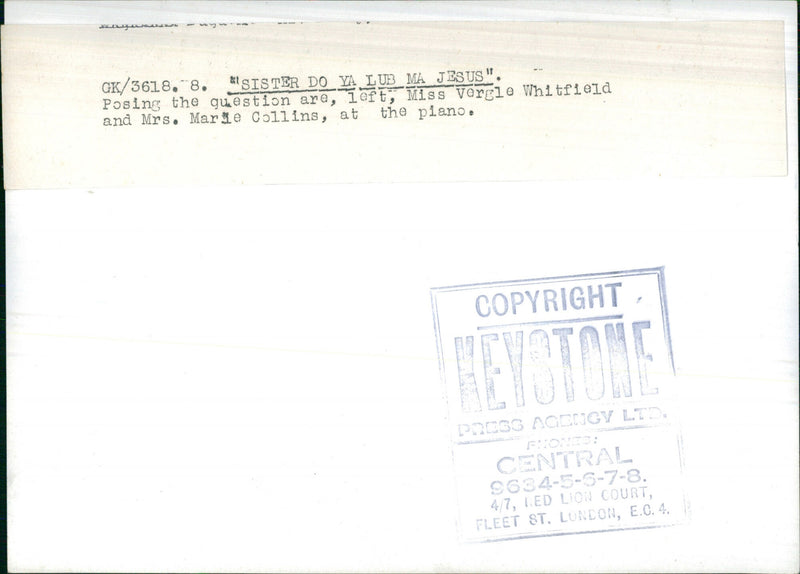 GK/3618. 8. "SISTER DO YA LUB MA JESUS".
Posing the question are, left, Miss Vergle Whitfield
and Mrs. Marie Collins, at the piano.
COPYRIGHT
KEYSTONE
PRESS AGENCY LTD.
PHONES:
CENTRAL
9634-5-6-7-8.
4/7, RED LION COURT,
FLEET ST. LONDON, E.C.4.